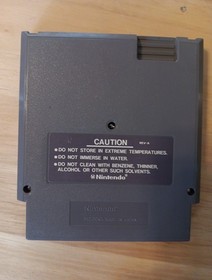 CAUTION
● DO NOT STORE IN EXTREME TEMPERATURES.
● DO NOT IMMERSE IN WATER.
● DO NOT CLEAN WITH BENZENE, THINNER,
ALCOHOL OR OTHER SUCH SOLVENTS.
Nintendo